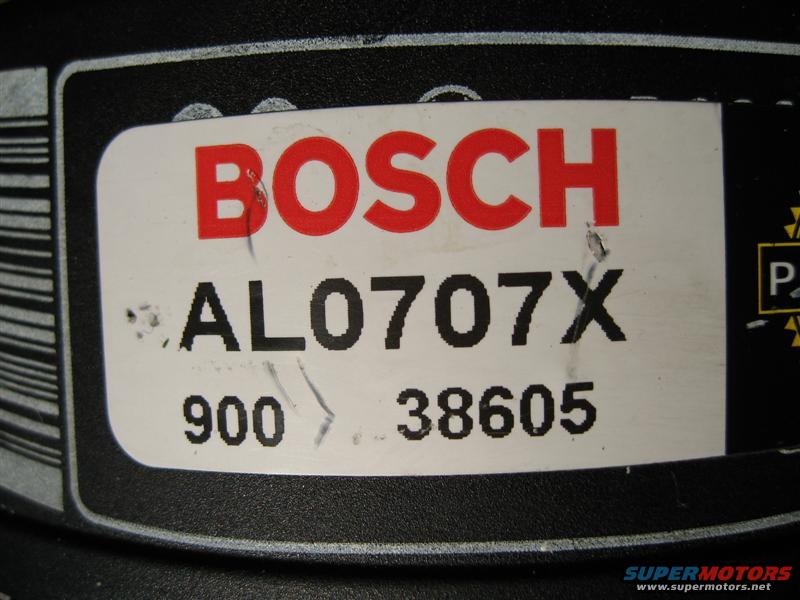 BOSCH
AL0707X
900 38605
SUPERMOTORS
www.supermotors.net